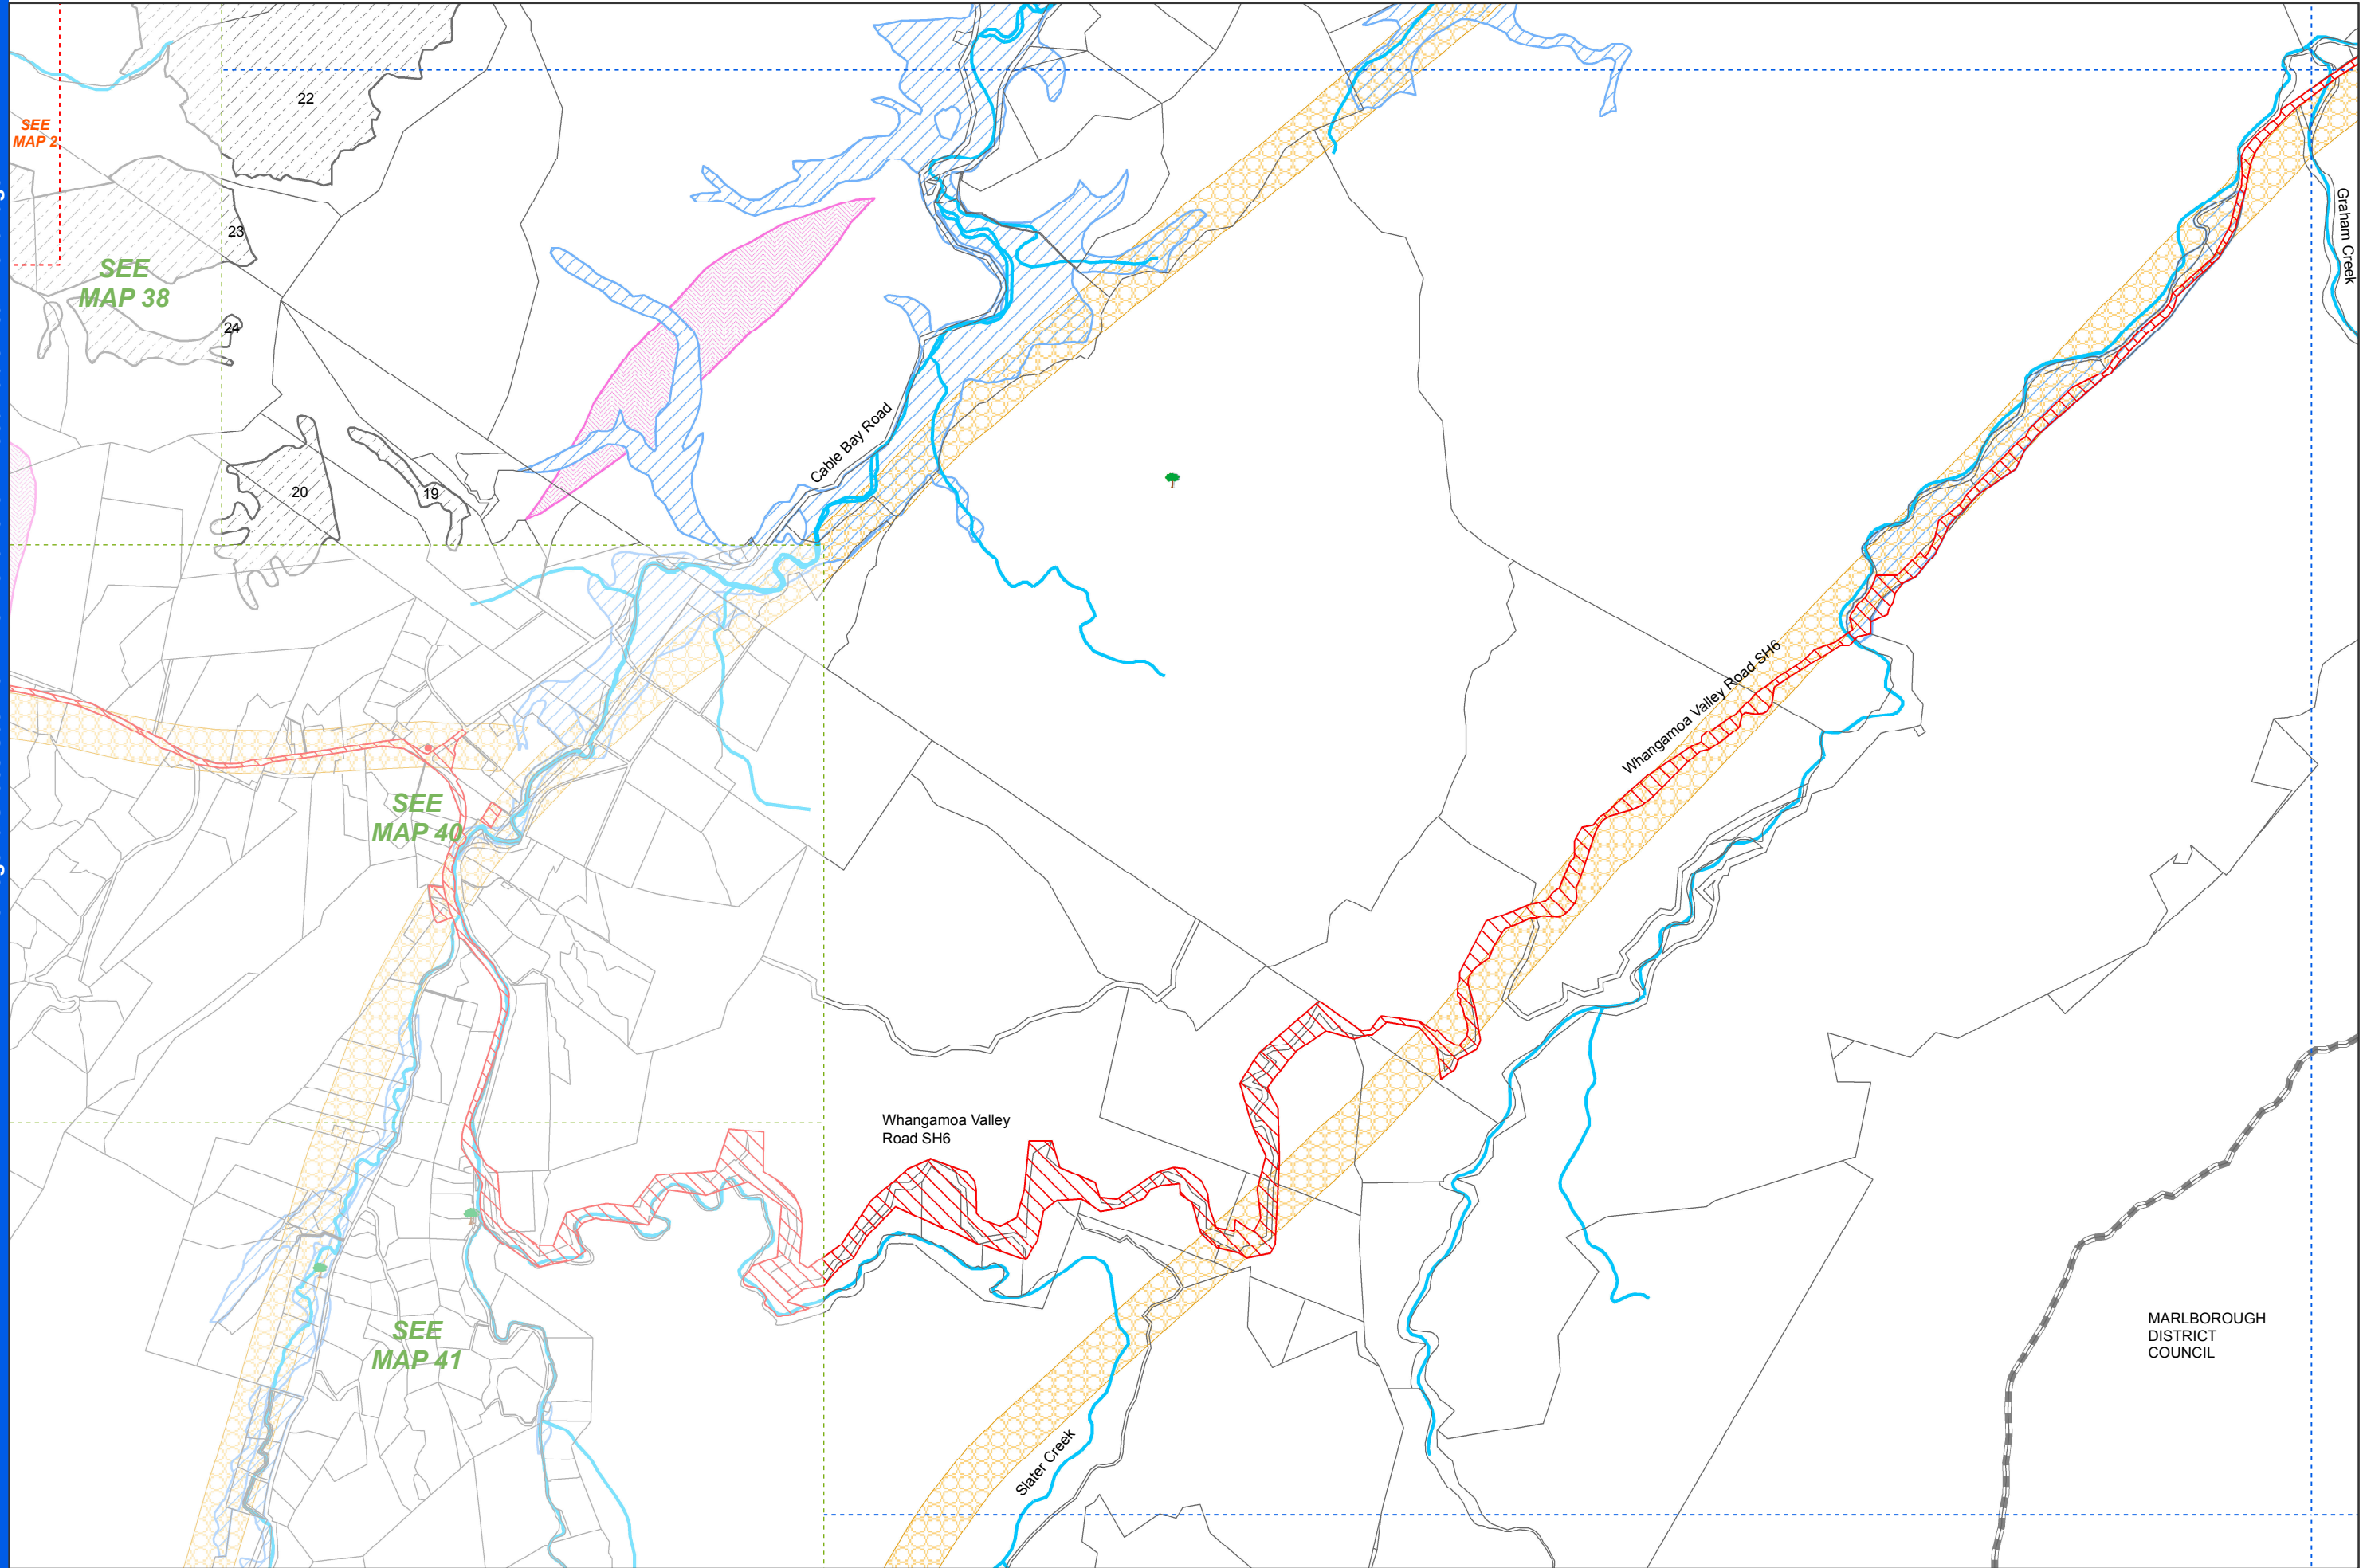 22
SEE
MAP 2
23
SEE
MAP 38
24
Graham Creek
Cable Bay Road
20
19
Whangamoa Valley Road SH6
SEE
MAP 40
Whangamoa Valley
Road SH6
SEE
MAP 41
MARLBOROUGH
DISTRICT
COUNCIL
Slater Creek